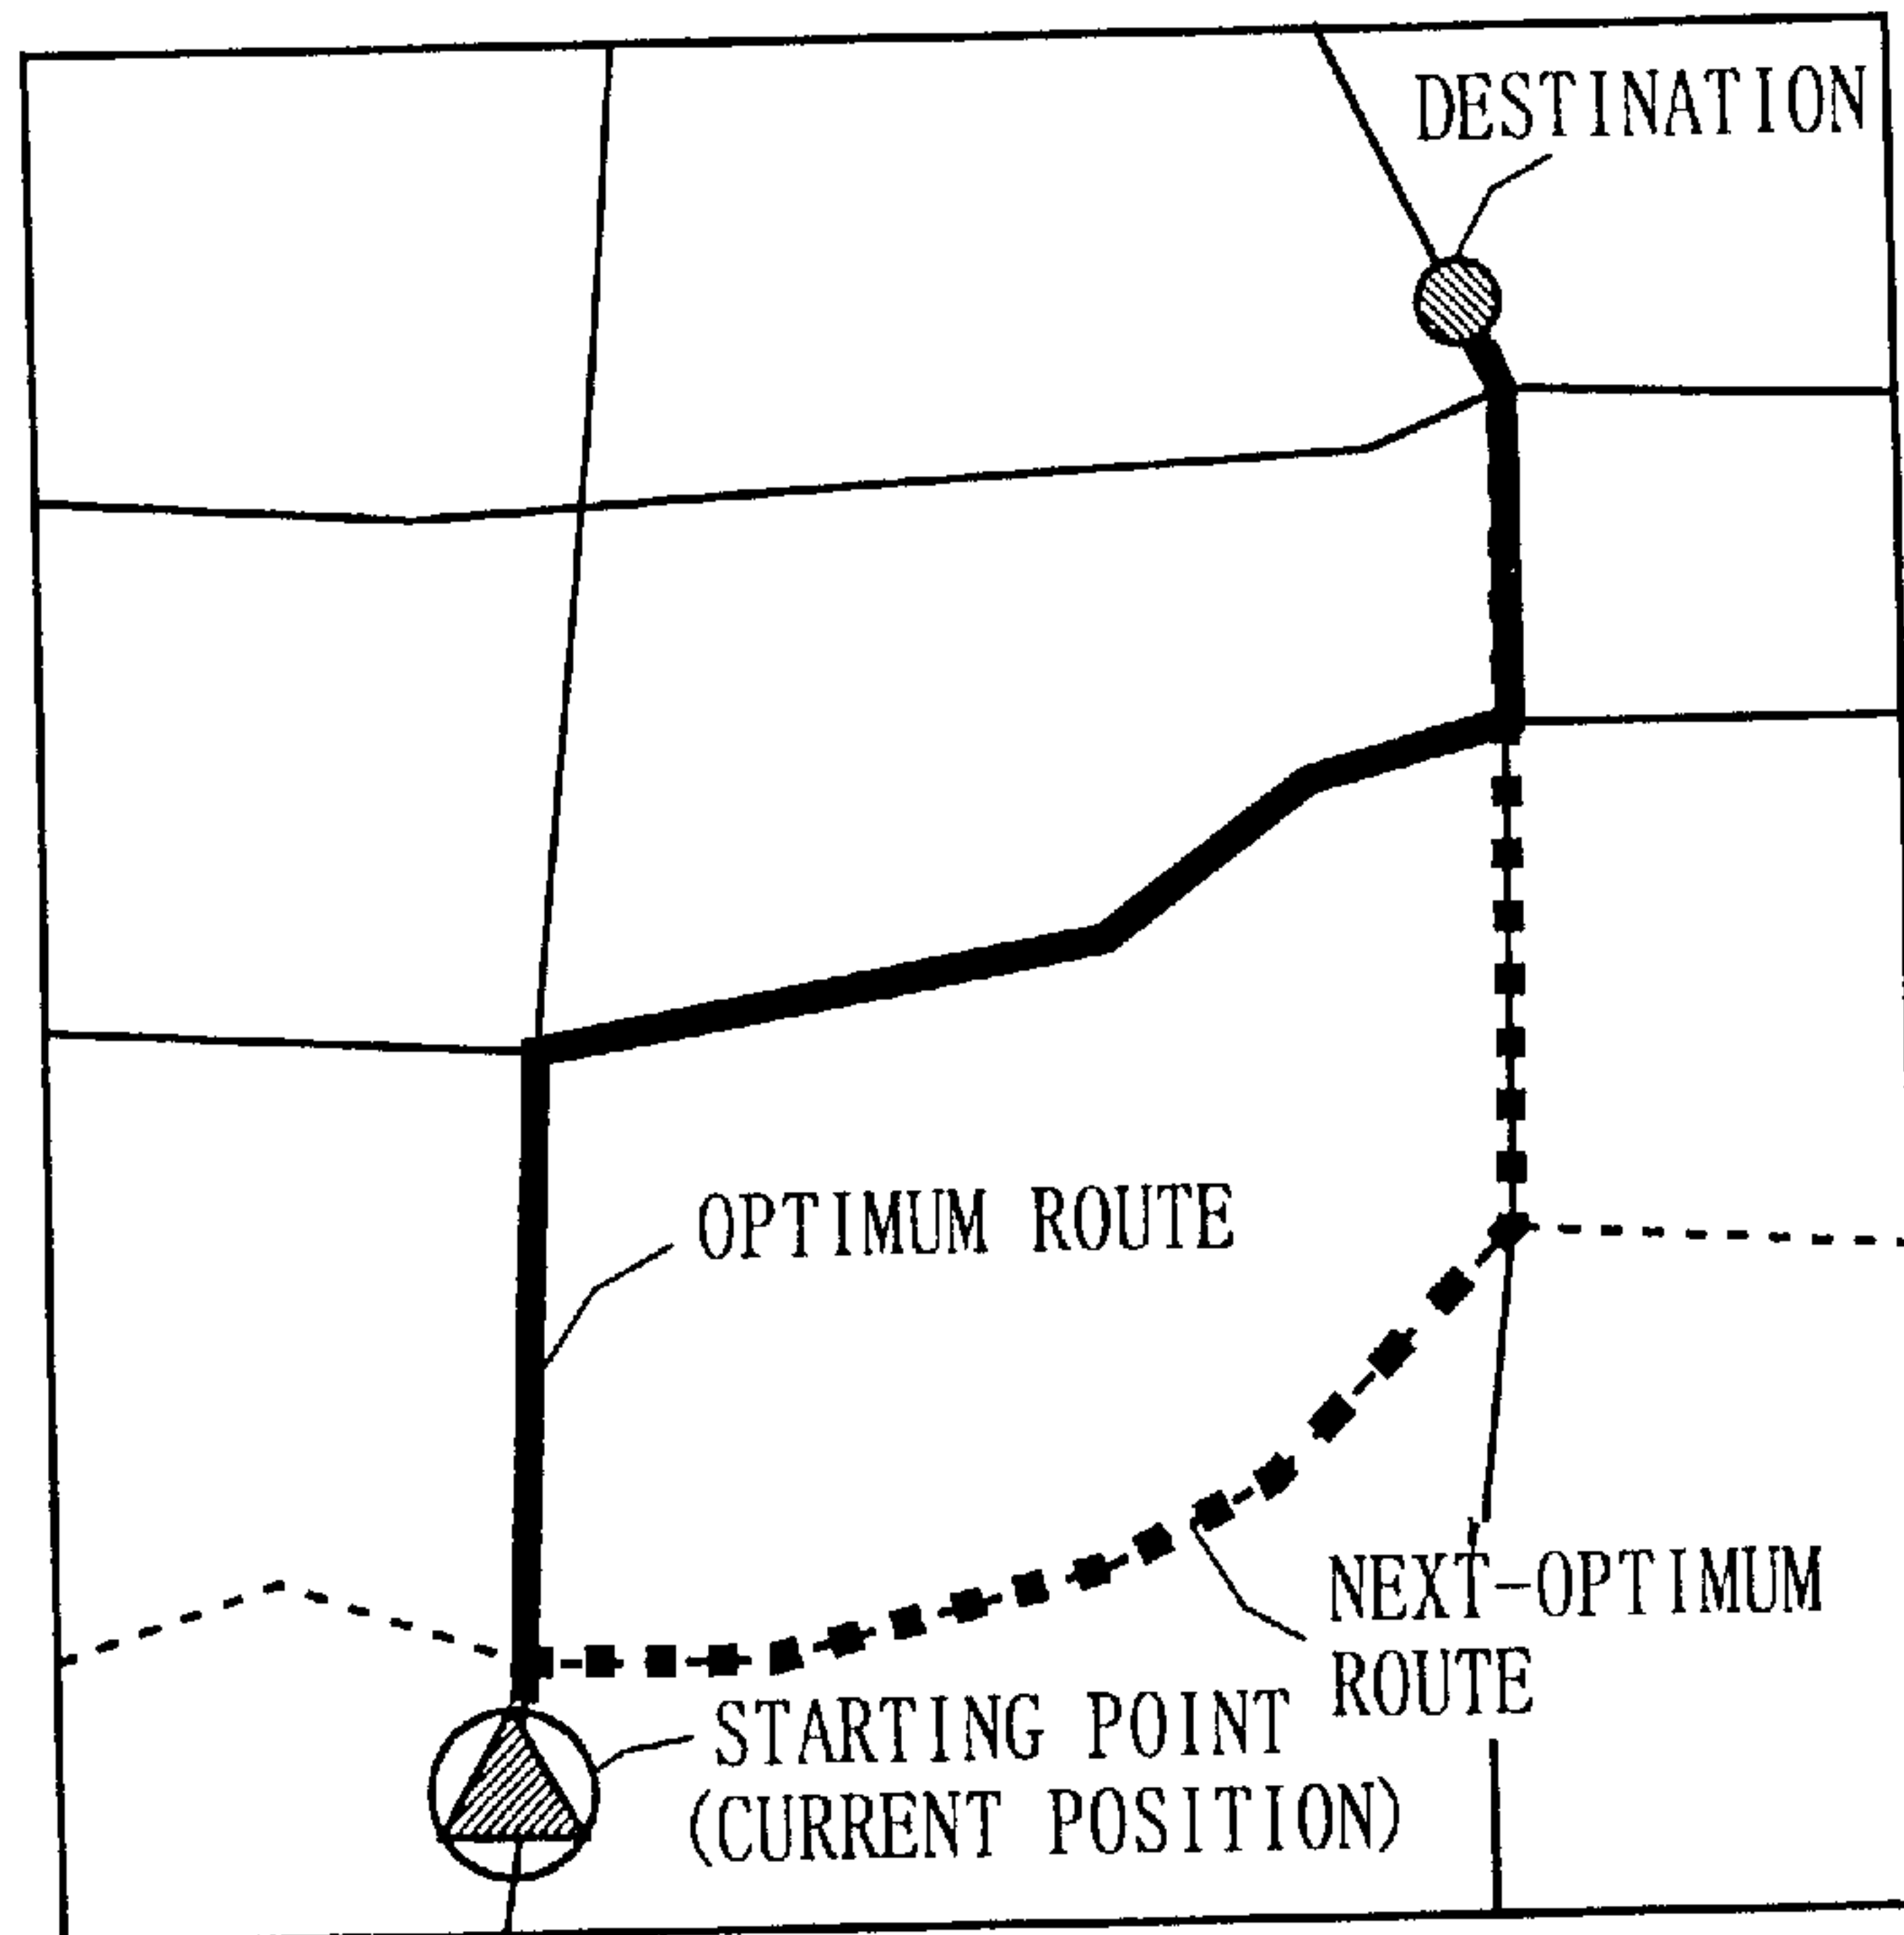 DESTINATION
OPTIMUM ROUTE
NEXT-OPTIMUM
ROUTE
STARTING POINT
(CURRENT POSITION)